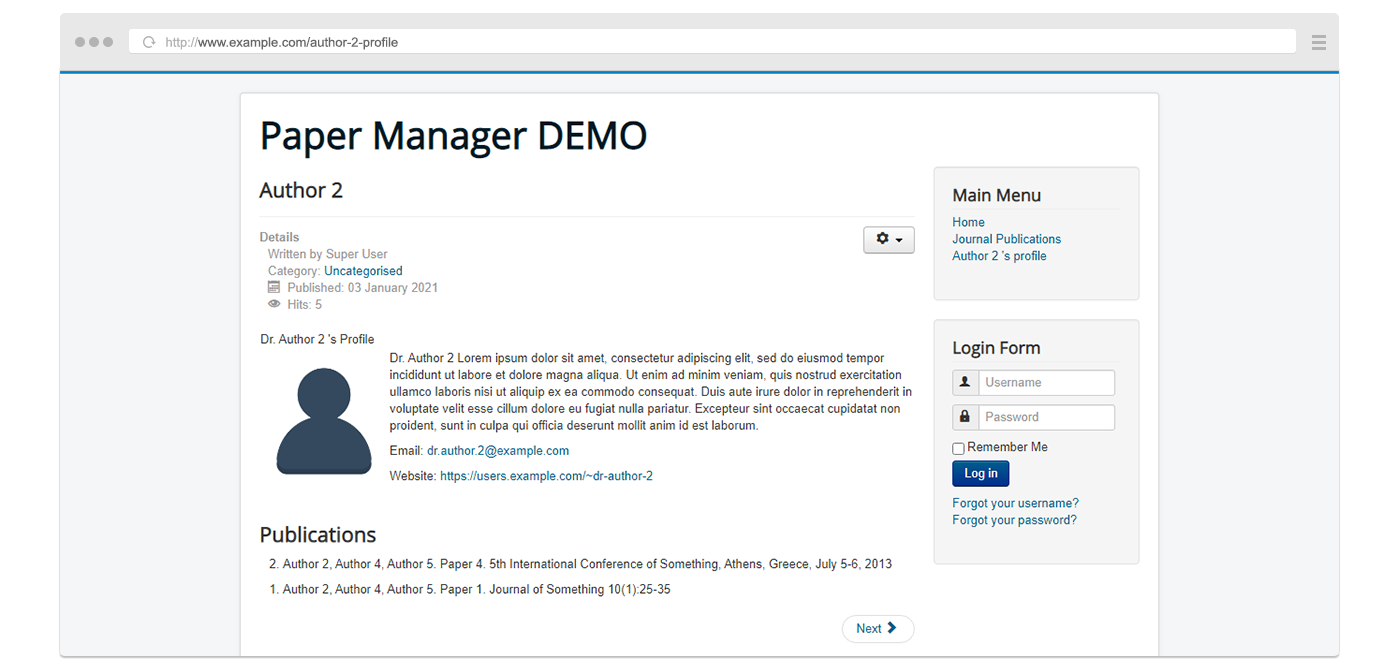 http://www.example.com/author-2-profile
Paper Manager DEMO
Author 2
Details
Written by Super User
Category: Uncategorised
Published: 03 January 2021
Hits: 5
Dr. Author 2 's Profile
Dr. Author 2 Lorem ipsum dolor sit amet, consectetur adipiscing elit, sed do eiusmod tempor
incididunt ut labore et dolore magna aliqua. Ut enim ad minim veniam, quis nostrud exercitation
ullamco laboris nisi ut aliquip ex ea commodo consequat. Duis aute irure dolor in reprehenderit in
voluptate velit esse cillum dolore eu fugiat nulla pariatur. Excepteur sint occaecat cupidatat non
proident, sunt in culpa qui officia deserunt mollit anim id est laborum.
Email: dr.author.2@example.com
Website: https://users.example.com/~dr-author-2
Publications
2. Author 2, Author 4, Author 5. Paper 4. 5th International Conference of Something, Athens, Greece, July 5-6, 2013
1. Author 2, Author 4, Author 5. Paper 1. Journal of Something 10(1):25-35
Next
Main Menu
Home
Journal Publications
Author 2 's profile
Login Form
Username
Password
Remember Me
Log in
Forgot your username?
Forgot your password?